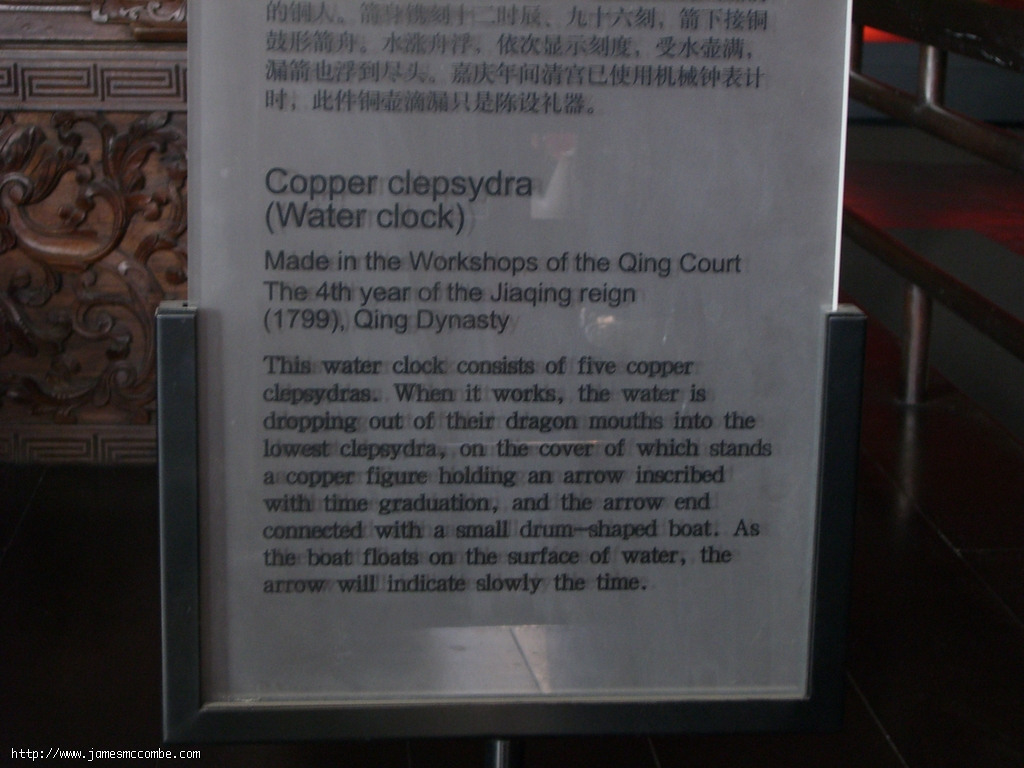 的铜人。箭身镌刻十二时辰、九十六刻，箭下接铜
鼓形箭舟。水涨舟浮，依次显示刻度，受水壶满，
漏箭也浮到尽头。嘉庆年间清宫已使用机械钟表计
时，此件铜壶滴漏只是陈设礼器。
Copper clepsydra
(Water clock)
Made in the Workshops of the Qing Court
The 4th year of the Jiaqing reign
(1799), Qing Dynasty
This water clock consists of five copper
clepsydras. When it works, the water is
dropping out of their dragon mouths into the
lowest clepsydra, on the cover of which stands
a copper figure holding an arrow inscribed
with time graduation, and the arrow end
connected with a small drum-shaped boat. As
the boat floats on the surface of water, the
arrow will indicate slowly the time.
http://www.jamesmccombe.com